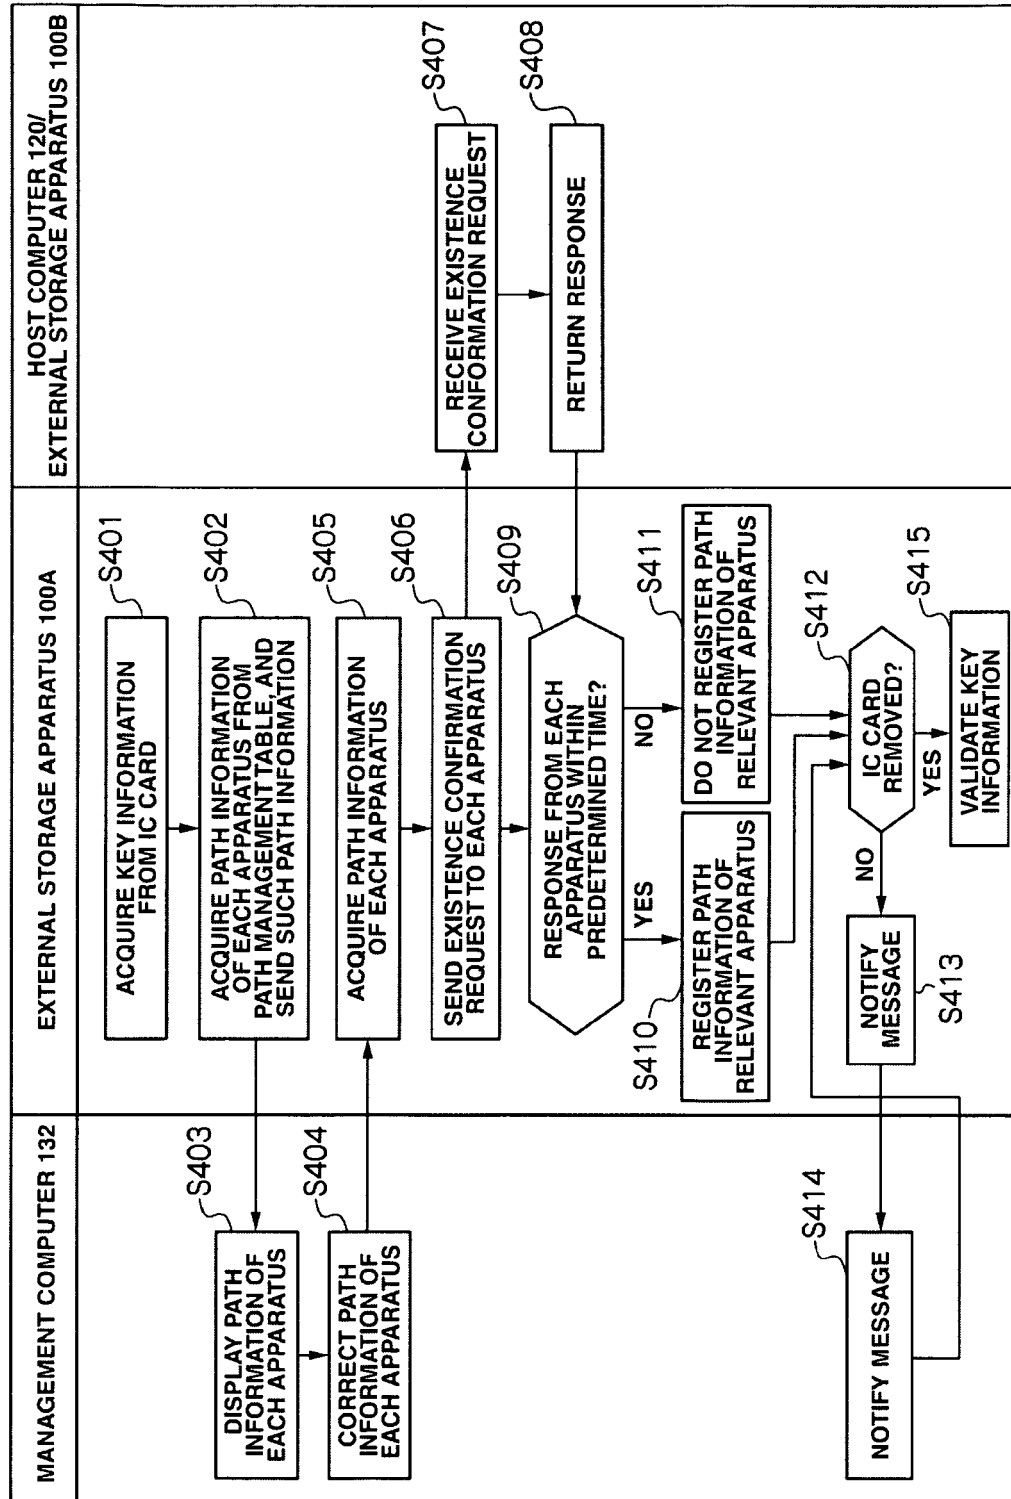 MANAGEMENT COMPUTER 132
EXTERNAL STORAGE APPARATUS 100A
HOST COMPUTER 120/
EXTERNAL STORAGE APPARATUS 100B
S401
ACQUIRE KEY INFORMATION
FROM IC CARD
S402
ACQUIRE PATH INFORMATION
OF EACH APPARATUS FROM
PATH MANAGEMENT TABLE, AND
SEND SUCH PATH INFORMATION
S403
DISPLAY PATH
INFORMATION OF
EACH APPARATUS
S404
CORRECT PATH
INFORMATION OF
EACH APPARATUS
S405
ACQUIRE PATH INFORMATION
OF EACH APPARATUS
S406
SEND EXISTENCE CONFIRMATION
REQUEST TO EACH APPARATUS
S407
RECEIVE EXISTENCE
CONFORMATION REQUEST
S408
RETURN RESPONSE
S409
RESPONSE FROM EACH
APPARATUS WITHIN
PREDETERMINED TIME?
YES
NO
S410
REGISTER PATH
INFORMATION OF
RELEVANT APPARATUS
S411
DO NOT REGISTER PATH
INFORMATION OF
RELEVANT APPARATUS
S412
IC CARD
REMOVED?
NO
YES
S413
NOTIFY
MESSAGE
S414
NOTIFY MESSAGE
S415
VALIDATE KEY
INFORMATION